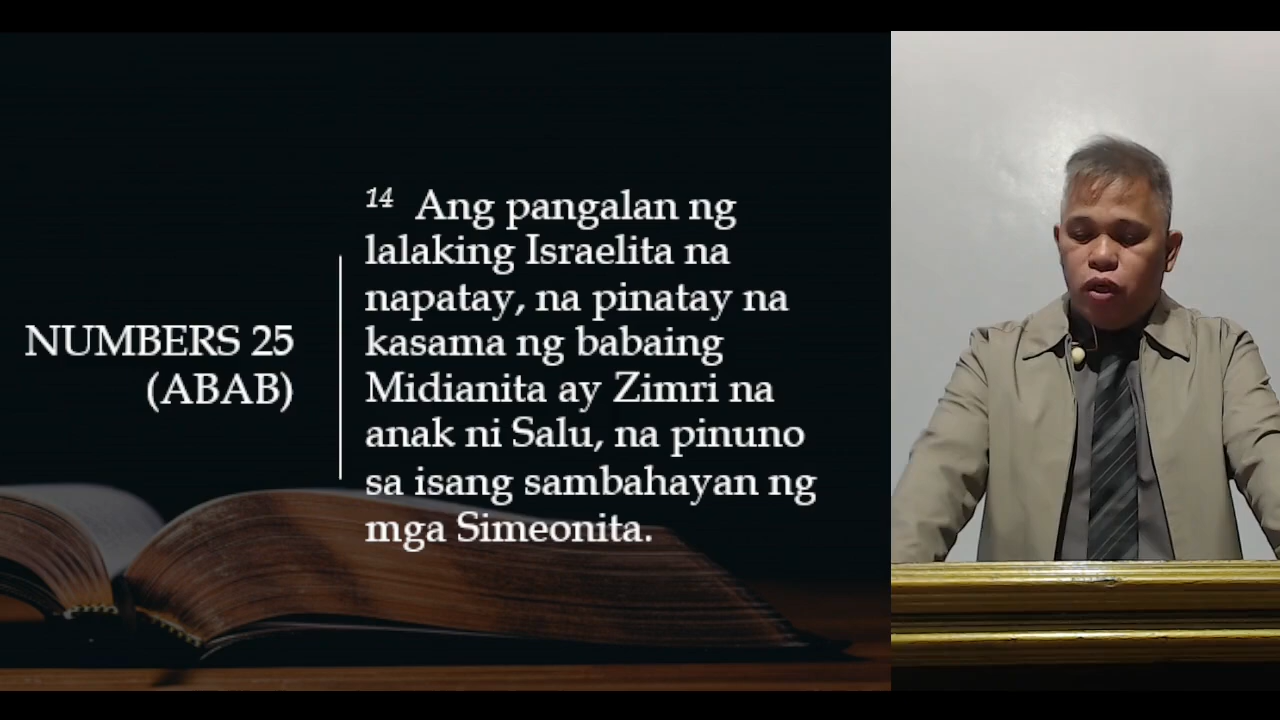 NUMBERS 25
(ABAB)
14 Ang pangalan ng
lalaking Israelita na
napatay, na pinatay na
kasama ng babaing
Midianita ay Zimri na
anak ni Salu, na pinuno
sa isang sambahayan ng
mga Simeonita.